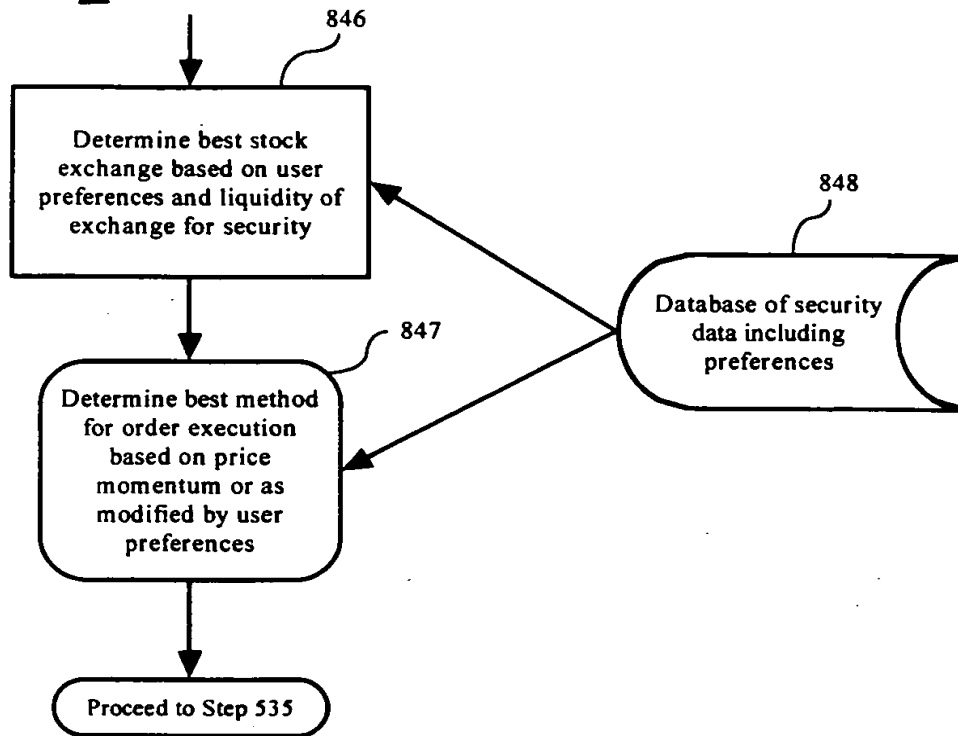 846
Determine best stock
exchange based on user
preferences and liquidity of
exchange for security
848
Database of security
data including
preferences
847
Determine best method
for order execution
based on price
momentum or as
modified by user
preferences
Proceed to Step 535